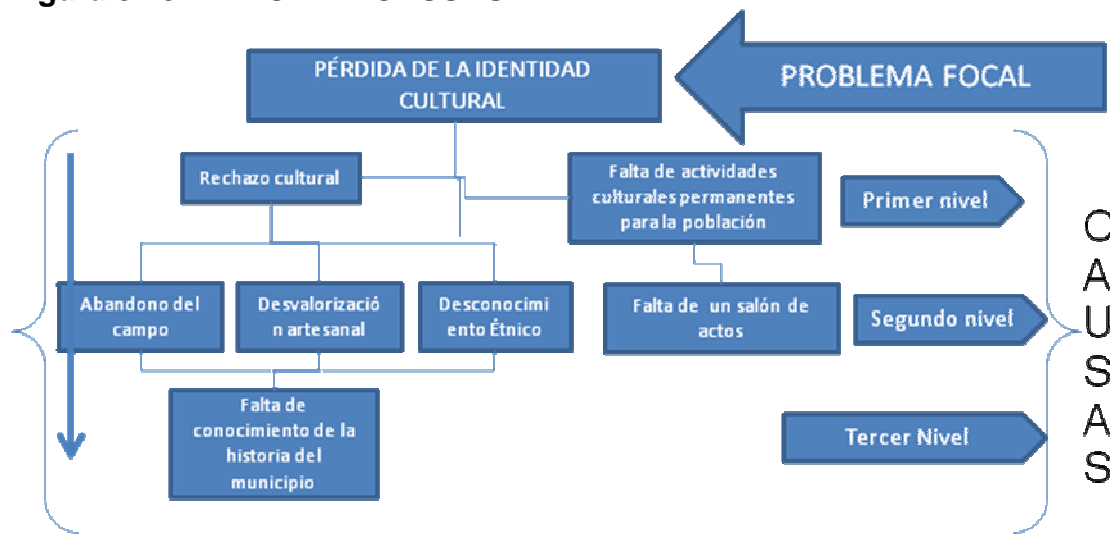 PÉRDIDA DE LA IDENTIDAD
CULTURAL
PROBLEMA FOCAL
Rechazo cultural
Falta de actividades
culturales permanentes
para la población
Primer nivel
Abandono del
campo
Desvalorizació
n artesanal
Desconocimi
ento Étnico
Falta de un salón de
actos
Segundo nivel
Falta de
conocimiento de la
historia del
municipio
Tercer Nivel
C
A
U
S
A
S